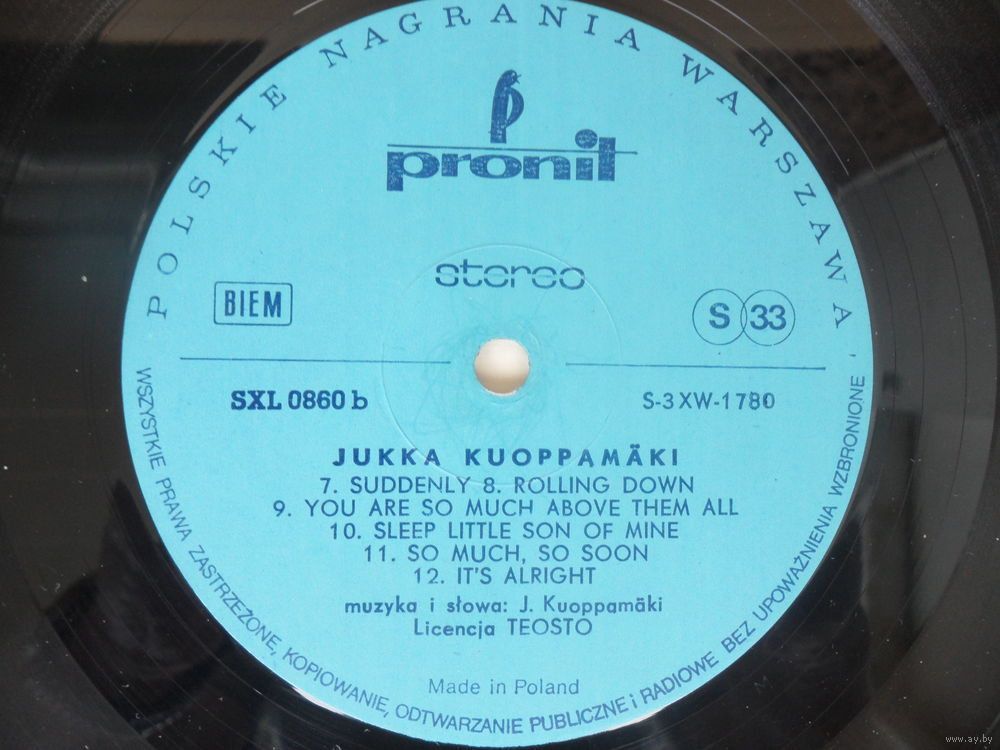 POLSKIE NAGRANIA WARSZAWA
pronit
stereo
BIEM
S 33
SXL 0860 b
S-3 XW-1780
JUKKA KUOPPAMÄKI
7. SUDDENLY 8. ROLLING DOWN
9. YOU ARE SO MUCH ABOVE THEM ALL
10. SLEEP LITTLE SON OF MINE
11. SO MUCH, SO SOON
12. IT'S ALRIGHT
muzyka i słowa: J. Kuoppamäki
Licencja TEOSTO
Made in Poland
WSZYSTKIE PRAWA ZASTRZEŻONE, KOPIOWANIE, ODTWARZANIE PUBLICZNE i RADIOWE BEZ UPOWAŻNIENIA WZBRONIONE
www.ay.by